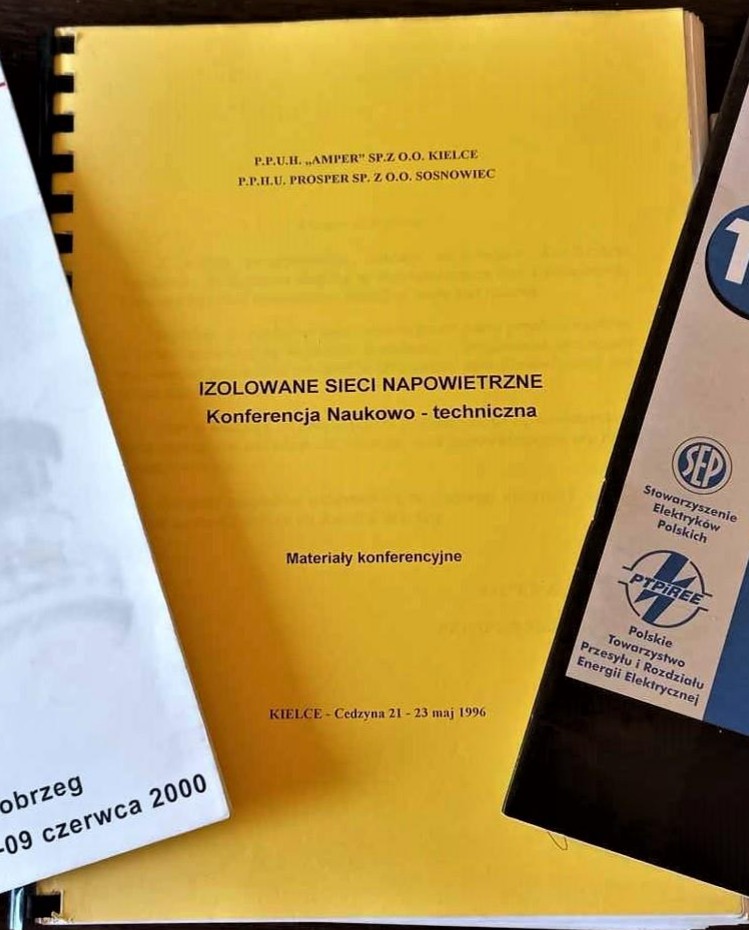 P.P.U.H. „AMPER” SP.Z O.O. KIELCE
P.P.H.U. PROSPER SP. Z O.O. SOSNOWIEC
IZOLOWANE SIECI NAPOWIETRZNE
Konferencja Naukowo - techniczna
Materiały konferencyjne
KIELCE - Cedzyna 21 - 23 maj 1996
obrzeg
-09 czerwca 2000
1
SEP
Stowarzyszenie
Elektryków
Polskich
PTPiREE
Polskie
Towarzystwo
Przesyłu i Rozdziału
Energii Elektrycznej